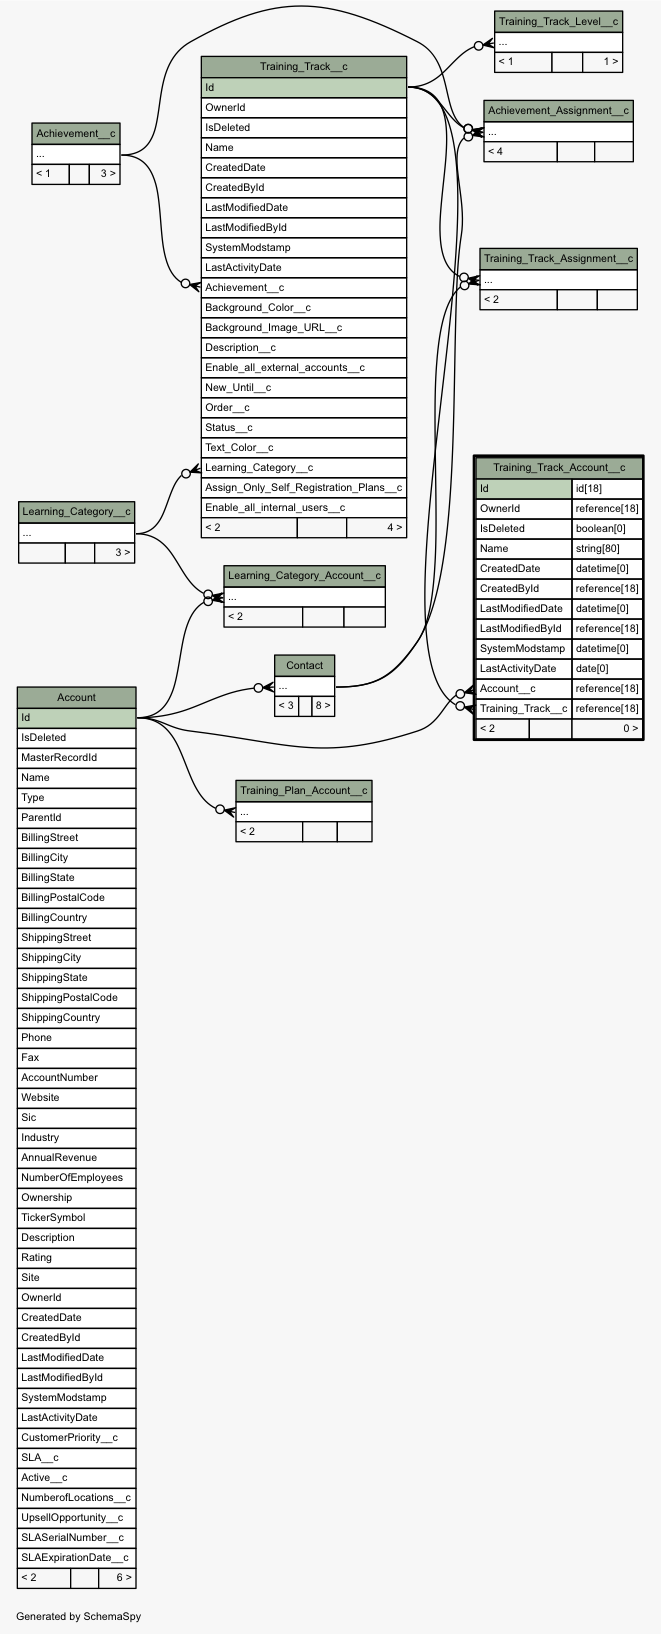 Training_Track_Level__c
...
< 1 1 >
Training_Track__c
Id
OwnerId
IsDeleted
Name
CreatedDate
CreatedById
LastModifiedDate
LastModifiedById
SystemModstamp
LastActivityDate
Achievement__c
Background_Color__c
Background_Image_URL__c
Description__c
Enable_all_external_accounts__c
New_Until__c
Order__c
Status__c
Text_Color__c
Learning_Category__c
Assign_Only_Self_Registration_Plans__c
Enable_all_internal_users__c
< 2 4 >
Achievement_Assignment__c
...
< 4
Achievement__c
...
< 1 3 >
Training_Track_Assignment__c
...
< 2
Training_Track_Account__c
Id id[18]
OwnerId reference[18]
IsDeleted boolean[0]
Name string[80]
CreatedDate datetime[0]
CreatedById reference[18]
LastModifiedDate datetime[0]
LastModifiedById reference[18]
SystemModstamp datetime[0]
LastActivityDate date[0]
Account__c reference[18]
Training_Track__c reference[18]
< 2 0 >
Learning_Category__c
...
3 >
Learning_Category_Account__c
...
< 2
Contact
...
< 3 8 >
Account
Id
IsDeleted
MasterRecordId
Name
Type
ParentId
BillingStreet
BillingCity
BillingState
BillingPostalCode
BillingCountry
ShippingStreet
ShippingCity
ShippingState
ShippingPostalCode
ShippingCountry
Phone
Fax
AccountNumber
Website
Sic
Industry
AnnualRevenue
NumberOfEmployees
Ownership
TickerSymbol
Description
Rating
Site
OwnerId
CreatedDate
CreatedById
LastModifiedDate
LastModifiedById
SystemModstamp
LastActivityDate
CustomerPriority__c
SLA__c
Active__c
NumberofLocations__c
UpsellOpportunity__c
SLASerialNumber__c
SLAExpirationDate__c
< 2 6 >
Training_Plan_Account__c
...
< 2
Generated by SchemaSpy